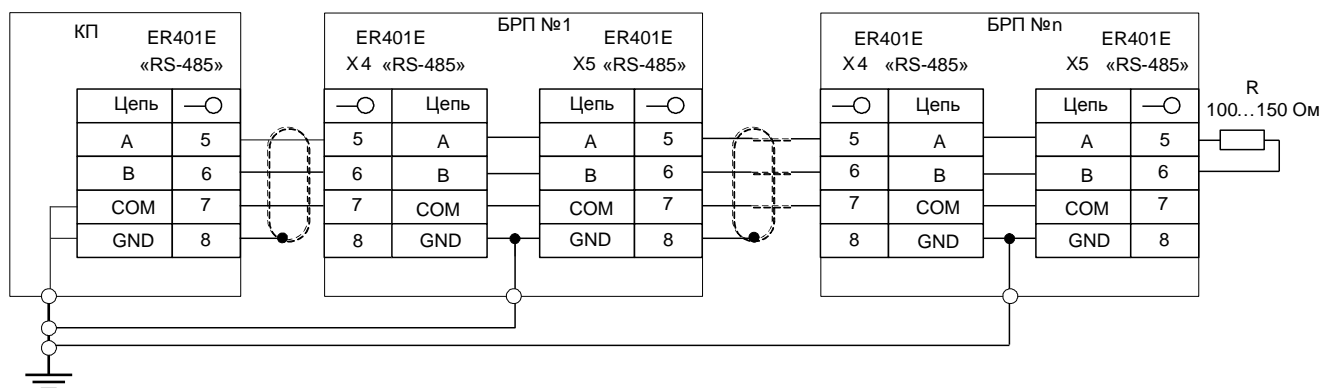 КП
ER401E
«RS-485»
Цепь
A 5
B 6
COM 7
GND 8
БРП №1
ER401E
X4 «RS-485»
Цепь
5 A
6 B
7 COM
8 GND
ER401E
X5 «RS-485»
Цепь
A 5
B 6
COM 7
GND 8
БРП №n
ER401E
X4 «RS-485»
Цепь
5 A
6 B
7 COM
8 GND
ER401E
X5 «RS-485»
Цепь
A 5
B 6
COM 7
GND 8
R
100...150 Ом